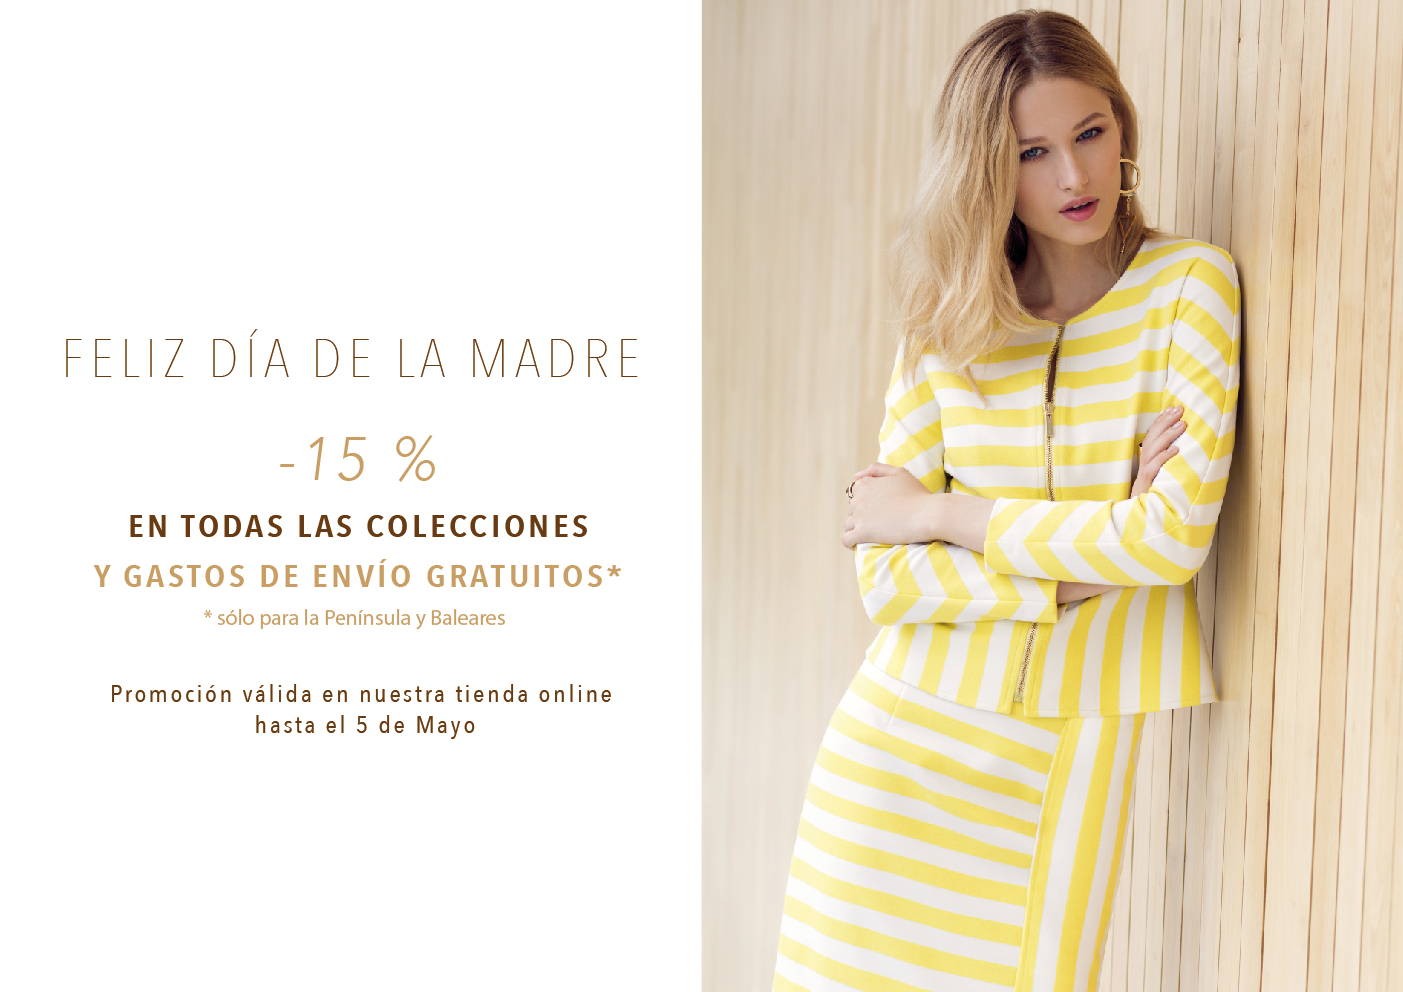 FELIZ DÍA DE LA MADRE
-15 %
EN TODAS LAS COLECCIONES
Y GASTOS DE ENVÍO GRATUITOS*
* sólo para la Península y Baleares
Promoción válida en nuestra tienda online
hasta el 5 de Mayo